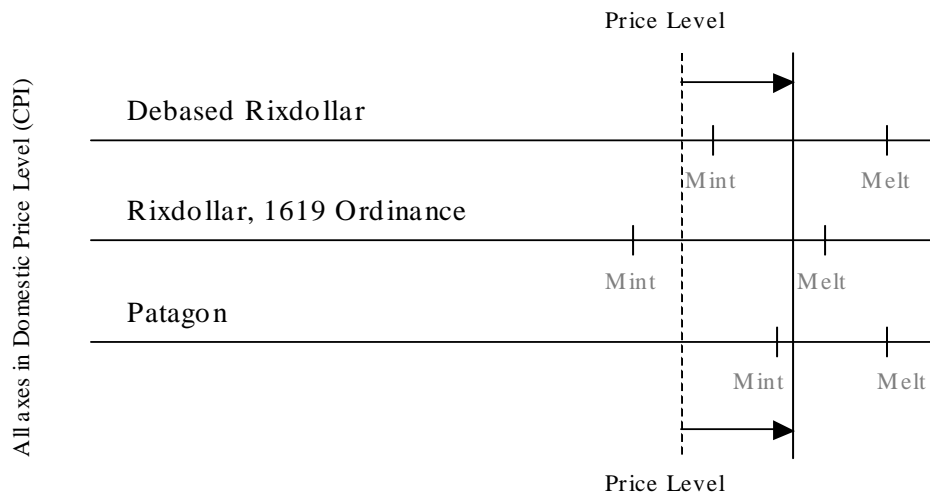 Price Level
All axes in Domestic Price Level (CPI)
Debased Rixdollar
Mint
Melt
Rixdollar, 1619 Ordinance
Mint
Melt
Patagon
Mint
Melt
Price Level